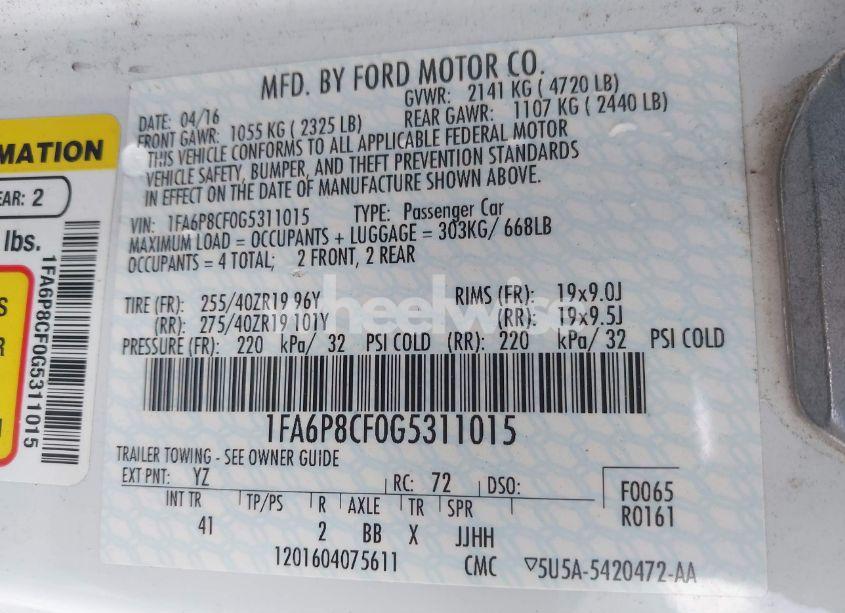 MFD. BY FORD MOTOR CO.
DATE: 04/16 GVWR: 2141 KG ( 4720 LB)
FRONT GAWR: 1055 KG ( 2325 LB) REAR GAWR: 1107 KG ( 2440 LB)
THIS VEHICLE CONFORMS TO ALL APPLICABLE FEDERAL MOTOR
VEHICLE SAFETY, BUMPER, AND THEFT PREVENTION STANDARDS
IN EFFECT ON THE DATE OF MANUFACTURE SHOWN ABOVE.
VIN: 1FA6P8CF0G5311015 TYPE: Passenger Car
MAXIMUM LOAD = OCCUPANTS + LUGGAGE = 303KG/ 668LB
OCCUPANTS = 4 TOTAL; 2 FRONT, 2 REAR
TIRE (FR): 255/40ZR19 96Y RIMS (FR): 19x9.0J
(RR): 275/40ZR19 101Y (RR): 19x9.5J
PRESSURE (FR): 220 kPa/ 32 PSI COLD (RR): 220 kPa/ 32 PSI COLD
1FA6P8CF0G5311015
TRAILER TOWING - SEE OWNER GUIDE
EXT PNT: YZ RC: 72 DSO: F0065
R0161
INT TR TP/PS R AXLE TR SPR
41 2 BB X JJHH
1201604075611 CMC ▽5U5A-5420472-AA
MATION
EAR: 2
lbs.
S
R
1FA6P8CF0G5311015
wheelwise